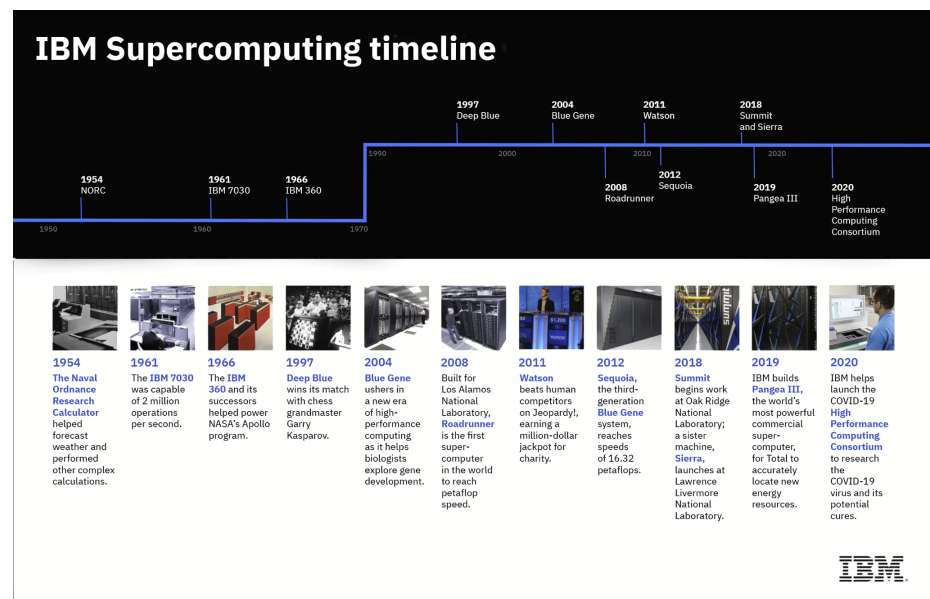 IBM Supercomputing timeline
1997
Deep Blue
2004
Blue Gene
2011
Watson
2018
Summit
and Sierra
1990
2000
2010
2020
1954
NORC
1961
IBM 7030
1966
IBM 360
2008
Roadrunner
2012
Sequoia
2019
Pangea III
2020
High
Performance
Computing
Consortium
1950
1960
1970
1954
The Naval
Ordnance
Research
Calculator
helped
forecast
weather and
performed
other complex
calculations.
1961
The IBM 7030
was capable
of 2 million
operations
per second.
1966
The IBM
360 and its
successors
helped power
NASA's Apollo
program.
1997
Deep Blue
wins its match
with chess
grandmaster
Garry
Kasparov.
2004
Blue Gene
ushers in
a new era
of high-
performance
computing
as it helps
biologists
explore gene
development.
2008
Built for
Los Alamos
National
Laboratory,
Roadrunner
is the first
super-
computer
in the world
to reach
petaflop
speed.
$1,200
WATSON
2011
Watson
beats human
competitors
on Jeopardy!,
earning a
million-dollar
jackpot for
charity.
2012
Sequoia,
the third-
generation
Blue Gene
system,
reaches
speeds
of 16.32
petaflops.
summit
2018
Summit
begins work
at Oak Ridge
National
Laboratory;
a sister
machine,
Sierra,
launches at
Lawrence
Livermore
National
Laboratory.
2019
IBM builds
Pangea III,
the world's
most powerful
commercial
super-
computer,
for Total to
accurately
locate new
energy
resources.
2020
IBM helps
launch the
COVID-19
High
Performance
Computing
Consortium
to research
the
COVID-19
virus and its
potential
cures.
IBM.